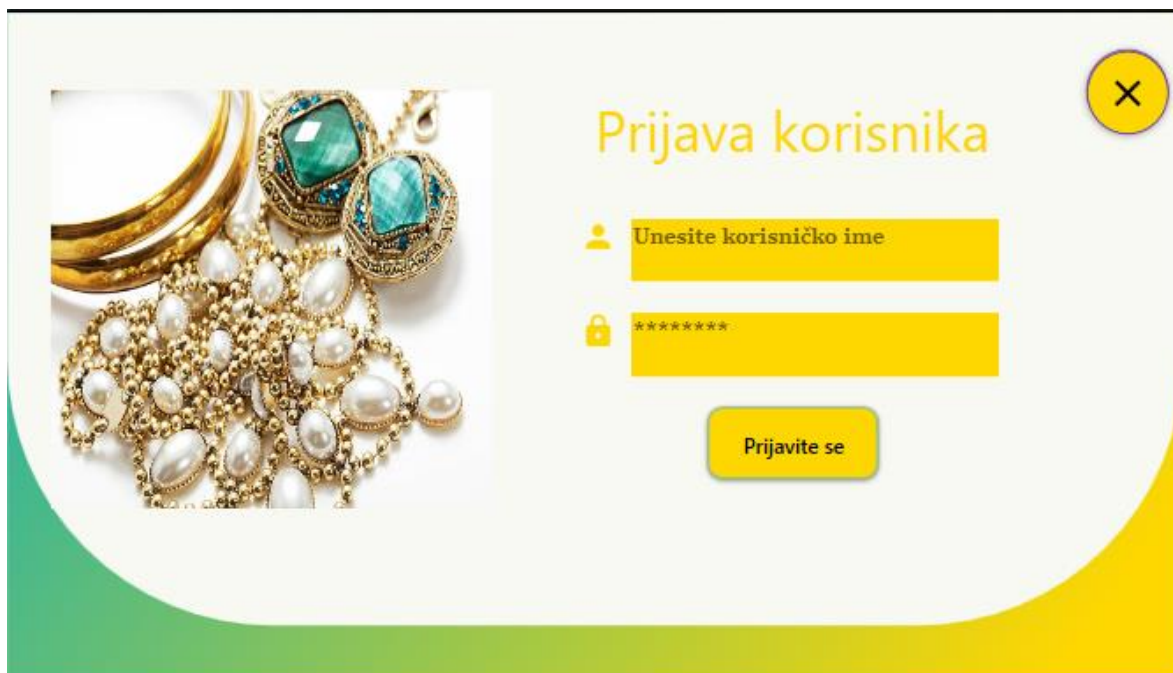 Prijava korisnika
Unesite korisničko ime
********
Prijavite se